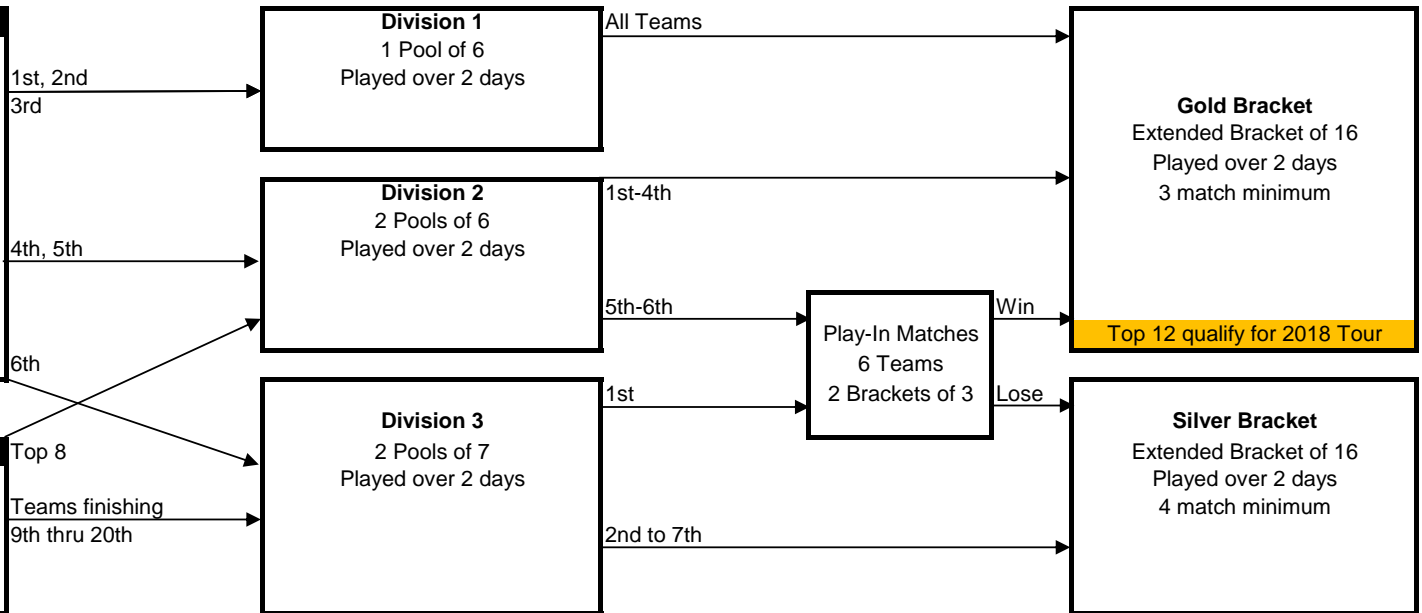 1st, 2nd
3rd
4th, 5th
6th
Top 8
Teams finishing
9th thru 20th
Division 1
1 Pool of 6
Played over 2 days
All Teams
Division 2
2 Pools of 6
Played over 2 days
1st-4th
5th-6th
Division 3
2 Pools of 7
Played over 2 days
1st
2nd to 7th
Play-In Matches
6 Teams
2 Brackets of 3
Win
Lose
Gold Bracket
Extended Bracket of 16
Played over 2 days
3 match minimum
Top 12 qualify for 2018 Tour
Silver Bracket
Extended Bracket of 16
Played over 2 days
4 match minimum